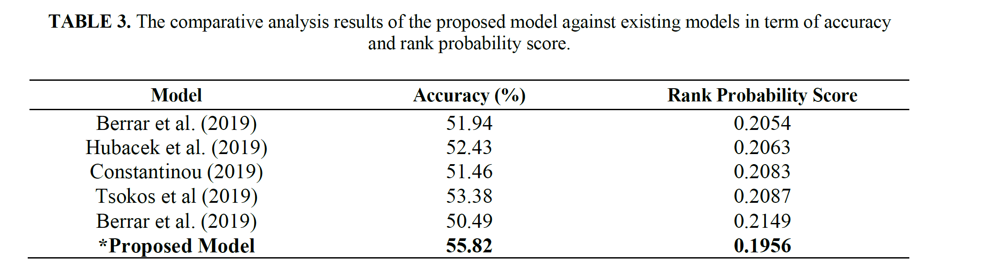 TABLE 3. The comparative analysis results of the proposed model against existing models in term of accuracy
and rank probability score.
Model Accuracy (%) Rank Probability Score
Berrar et al. (2019) 51.94 0.2054
Hubacek et al. (2019) 52.43 0.2063
Constantinou (2019) 51.46 0.2083
Tsokos et al (2019) 53.38 0.2087
Berrar et al. (2019) 50.49 0.2149
*Proposed Model 55.82 0.1956